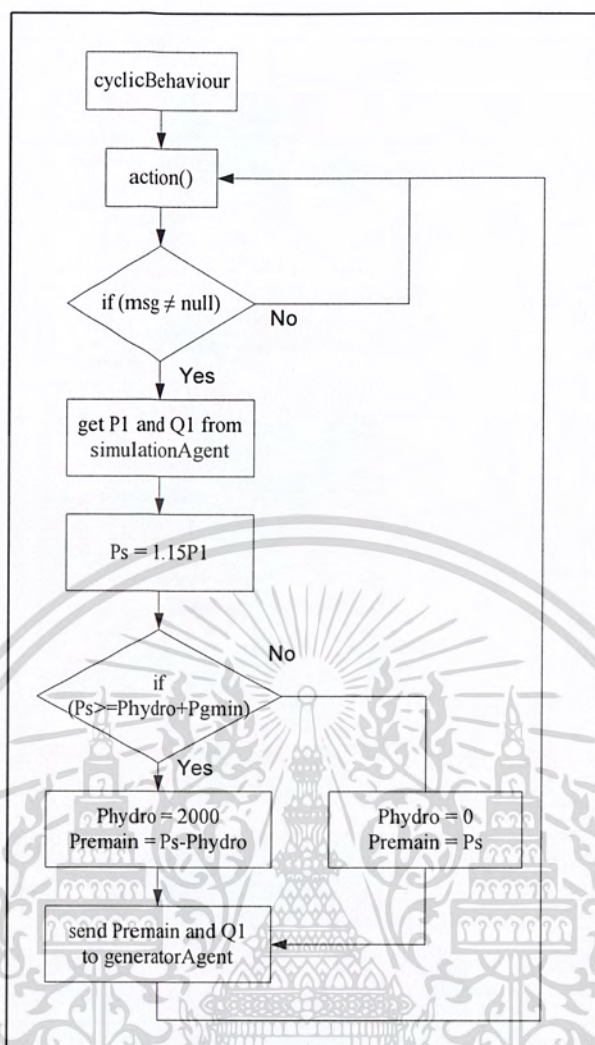 cyclicBehaviour
action()
if (msg ≠ null)
No
Yes
get P1 and Q1 from
simulationAgent
Ps = 1.15P1
No
if
(Ps>=Phydro+Pgmin)
Yes
Phydro = 2000
Premain = Ps-Phydro
Phydro = 0
Premain = Ps
send Premain and Q1
to generatorAgent